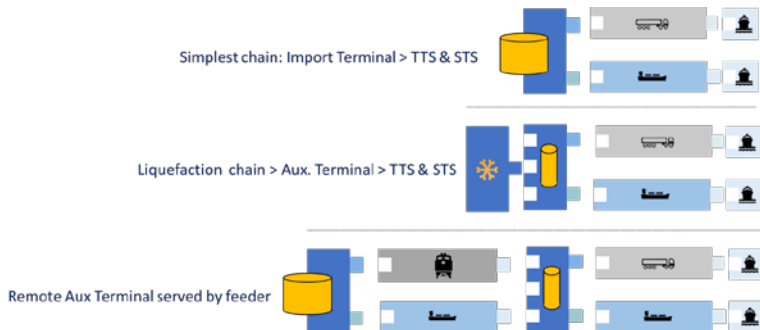 Simplest chain: Import Terminal > TTS & STS
Liquefaction chain > Aux. Terminal > TTS & STS
Remote Aux Terminal served by feeder